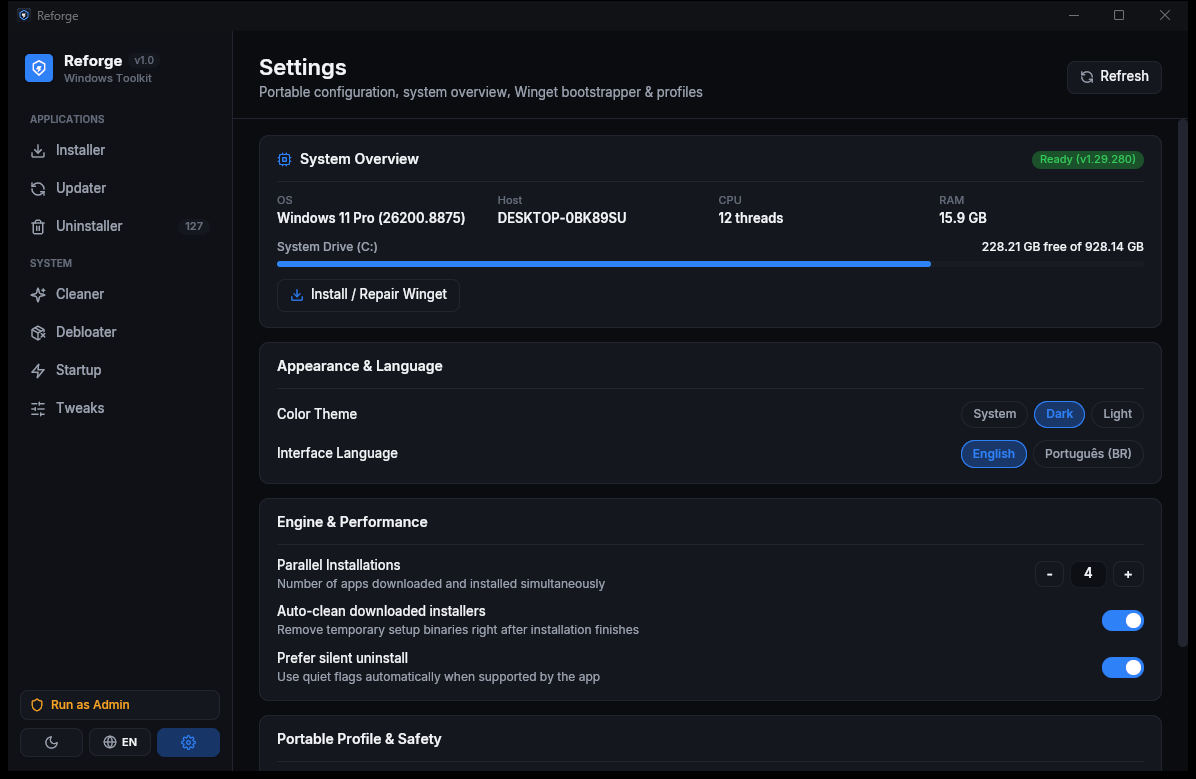 Reforge
Reforge v1.0
Windows Toolkit
APPLICATIONS
Installer
Updater
Uninstaller 127
SYSTEM
Cleaner
Debloater
Startup
Tweaks
Run as Admin
EN
Settings
Portable configuration, system overview, Winget bootstrapper & profiles
Refresh
System Overview
Ready (v1.29.280)
OS Host CPU RAM
Windows 11 Pro (26200.8875) DESKTOP-0BK89SU 12 threads 15.9 GB
System Drive (C:) 228.21 GB free of 928.14 GB
Install / Repair Winget
Appearance & Language
Color Theme System Dark Light
Interface Language English Português (BR)
Engine & Performance
Parallel Installations
Number of apps downloaded and installed simultaneously
- 4 +
Auto-clean downloaded installers
Remove temporary setup binaries right after installation finishes
Prefer silent uninstall
Use quiet flags automatically when supported by the app
Portable Profile & Safety